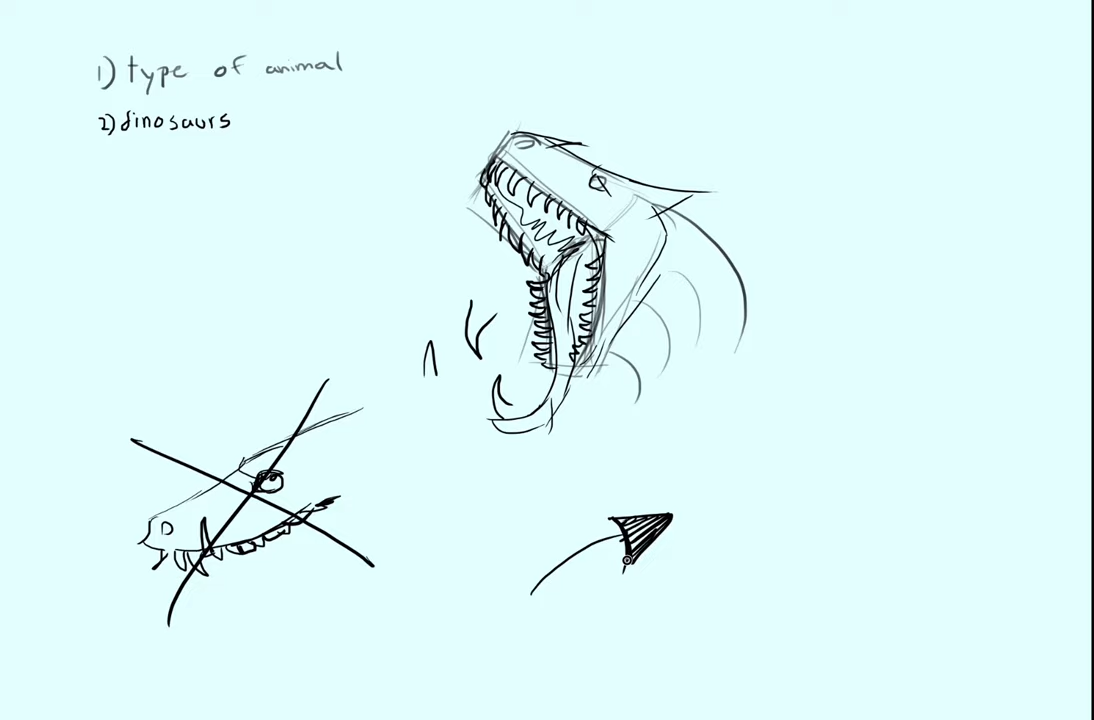 1) type of animal
2) dinosaurs